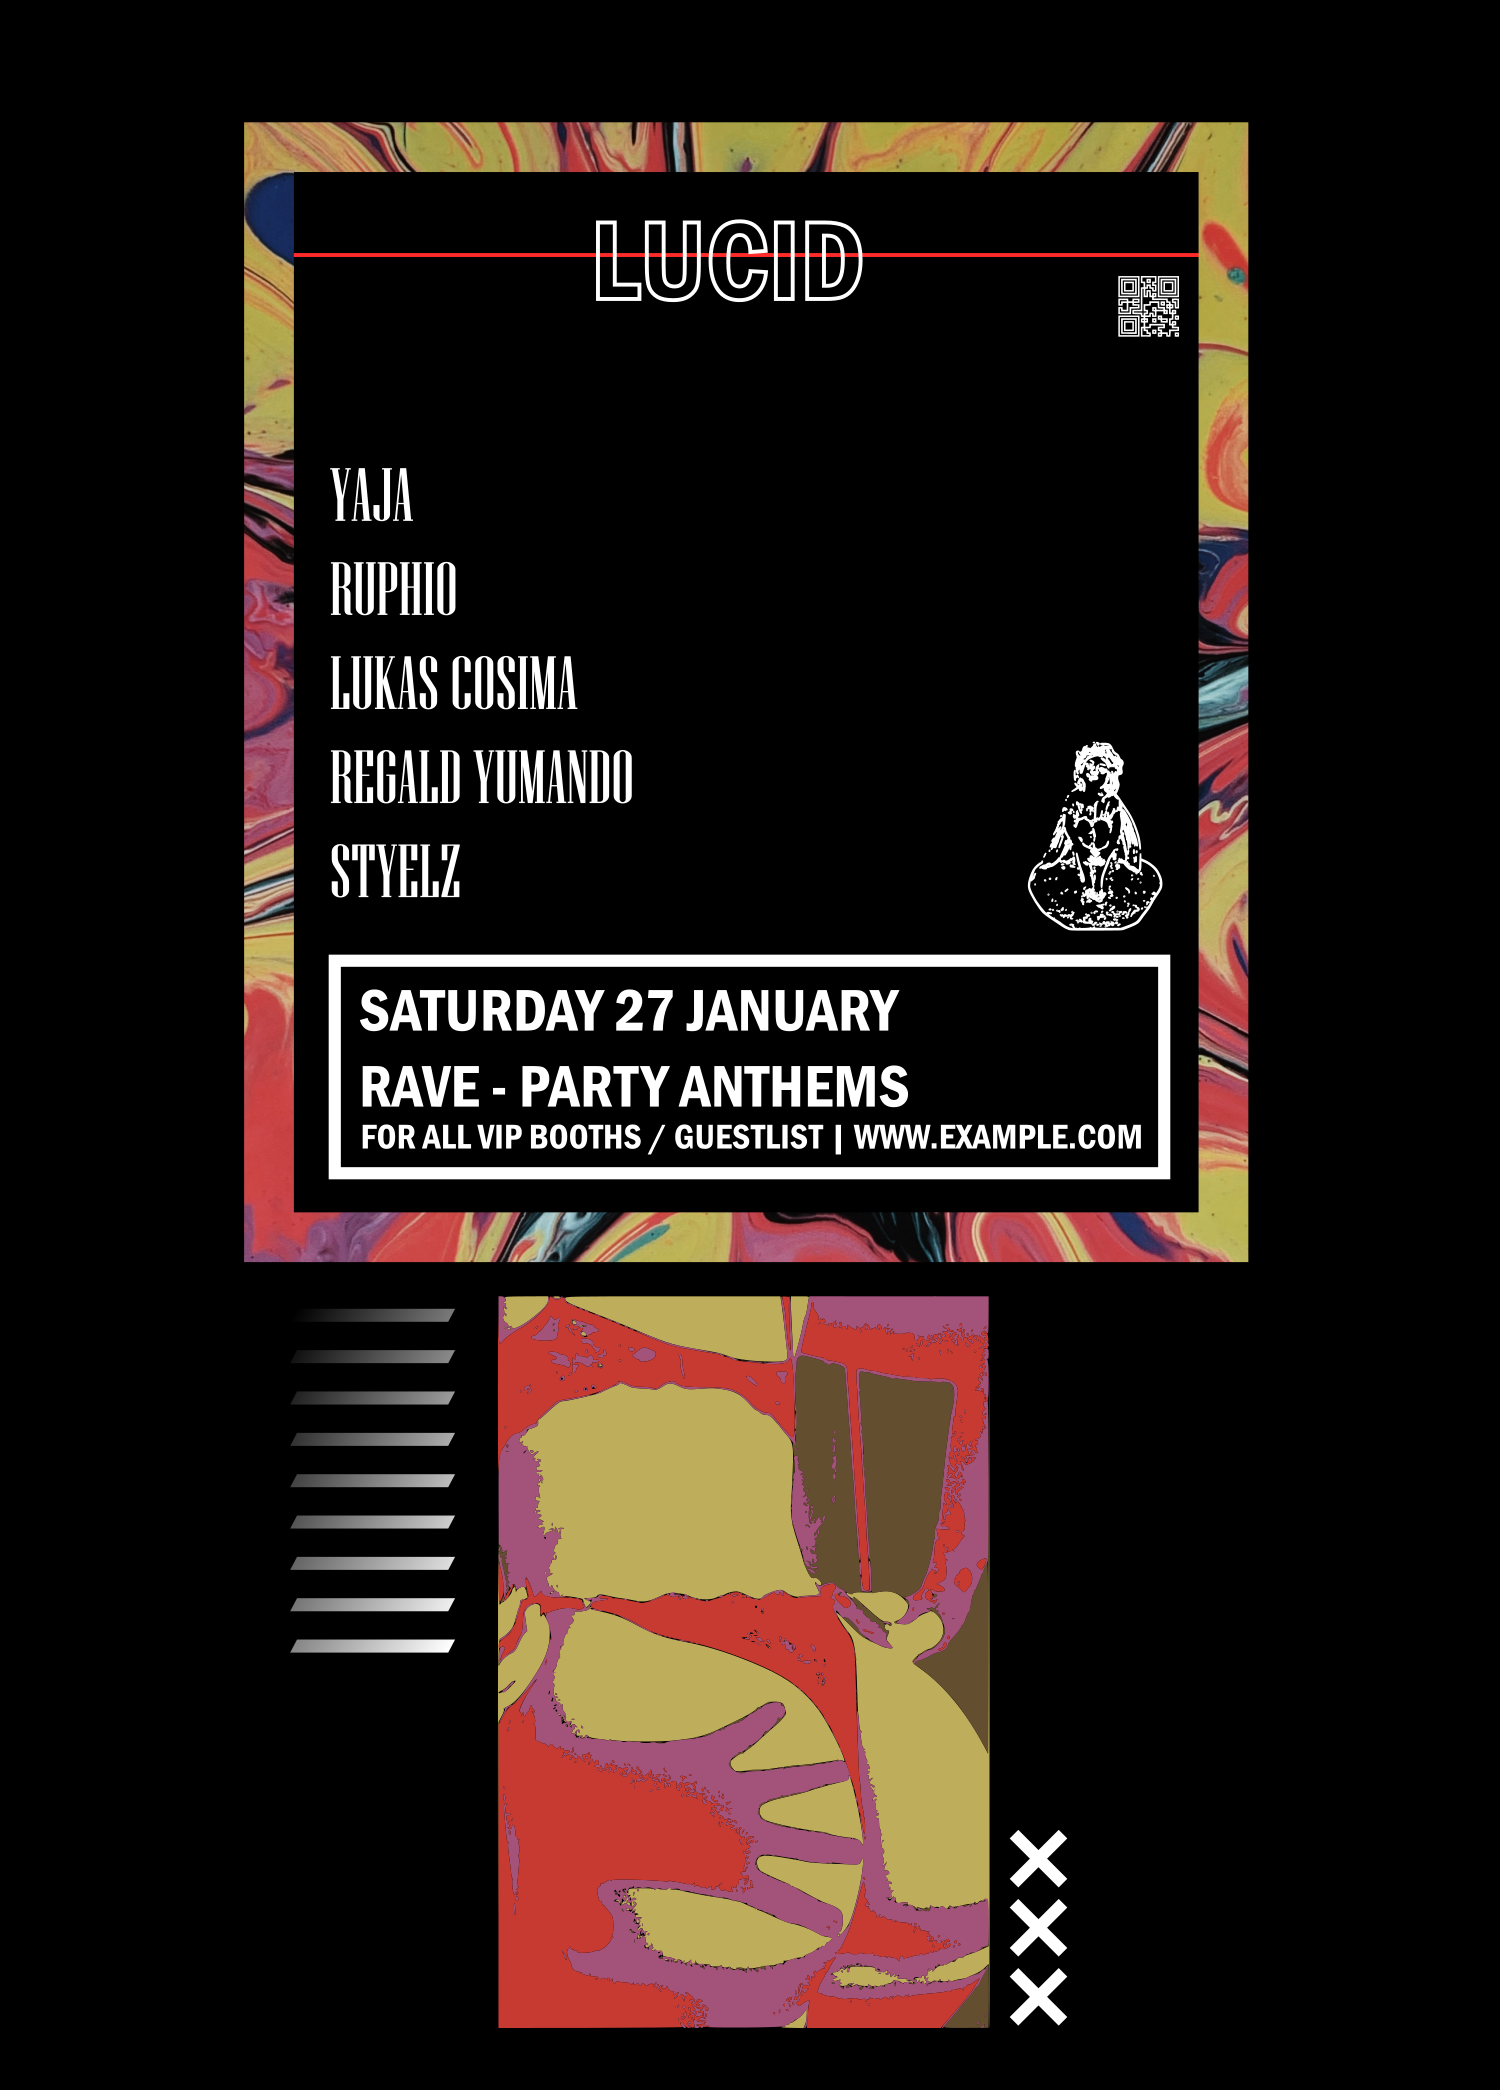 LUCID
YAJA
RUPHIO
LUKAS COSIMA
REGALD YUMANDO
STYELZ
SATURDAY 27 JANUARY
RAVE - PARTY ANTHEMS
FOR ALL VIP BOOTHS / GUESTLIST | WWW.EXAMPLE.COM